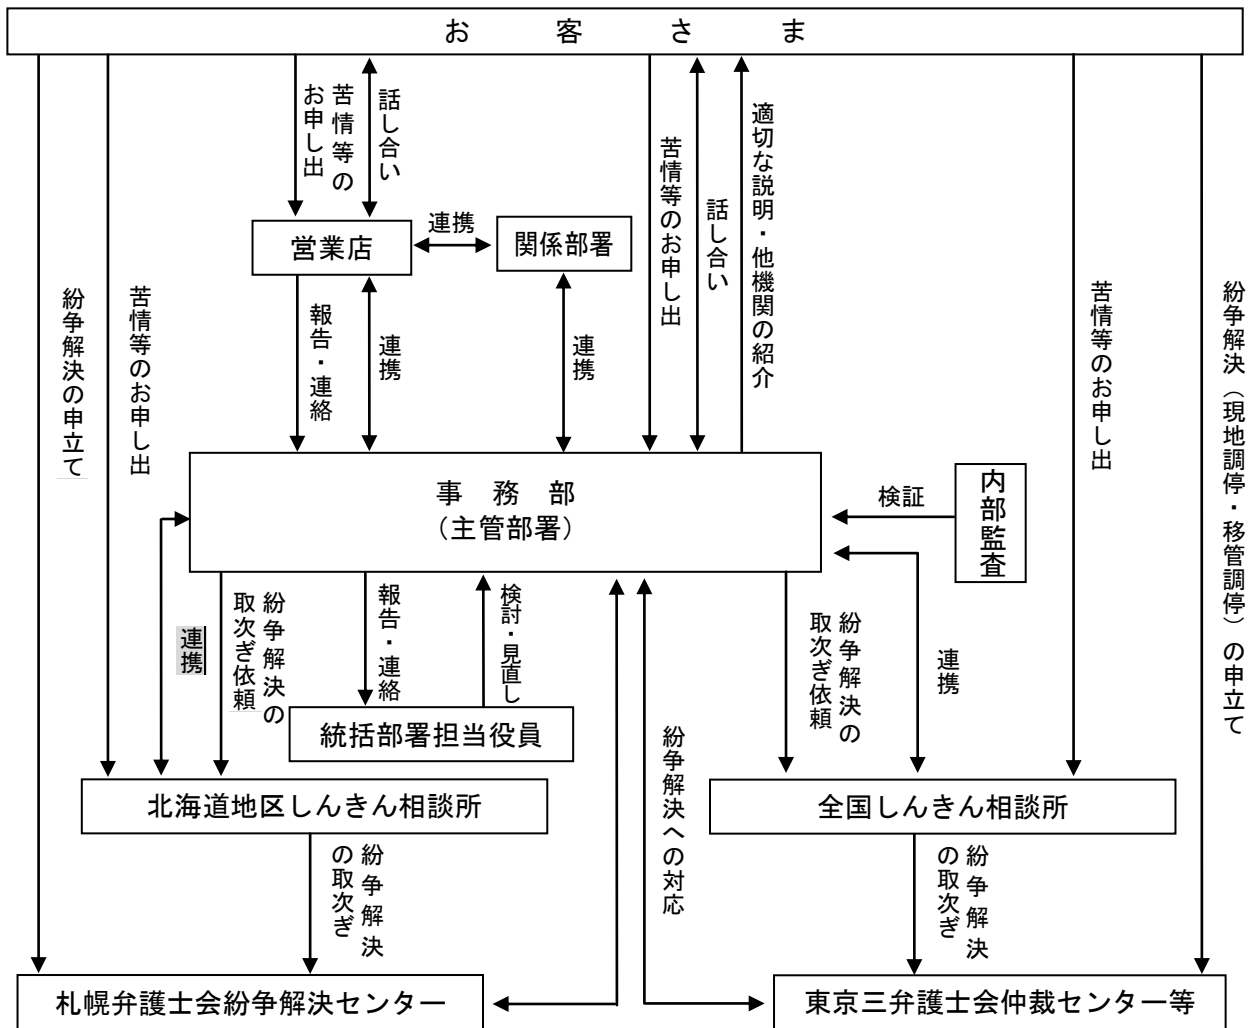 お客さま
苦情等の
お申し出
話し合い
苦情等のお申し出
話し合い
適切な説明・他機関の紹介
営業店
連携
関係部署
紛争解決の申立て
苦情等のお申し出
報告・連絡
連携
連携
苦情等のお申し出
紛争解決（現地調停・移管調停）の申立て
事務部
（主管部署）
検証
内部監査
連携
紛争解決の
取次ぎ依頼
報告・連絡
検討・見直し
紛争解決の
取次ぎ依頼
連携
統括部署担当役員
紛争解決への対応
北海道地区しんきん相談所
全国しんきん相談所
紛争解決
の取次ぎ
紛争解決
の取次ぎ
札幌弁護士会紛争解決センター
東京三弁護士会仲裁センター等